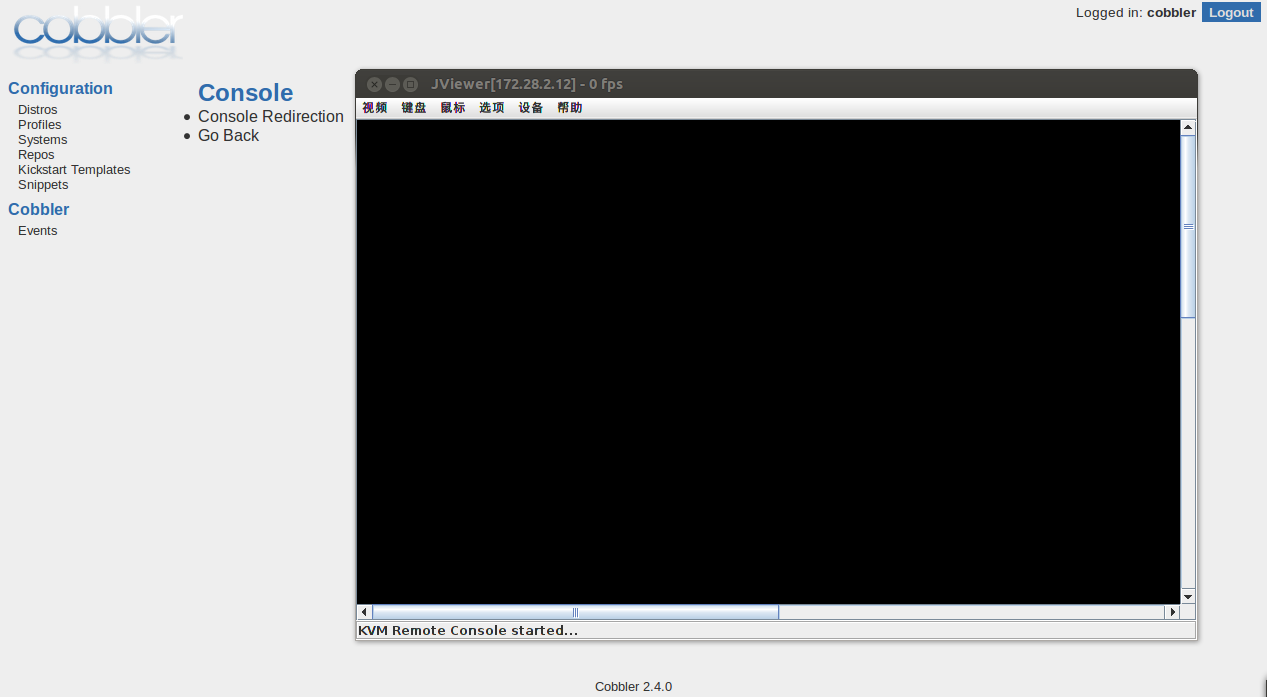 cobbler
Logged in: cobbler Logout
Configuration
Distros
Profiles
Systems
Repos
Kickstart Templates
Snippets
Cobbler
Events
Console
Console Redirection
Go Back
JViewer[172.28.2.12] - 0 fps
视频 键盘 鼠标 选项 设备 帮助
KVM Remote Console started...
Cobbler 2.4.0